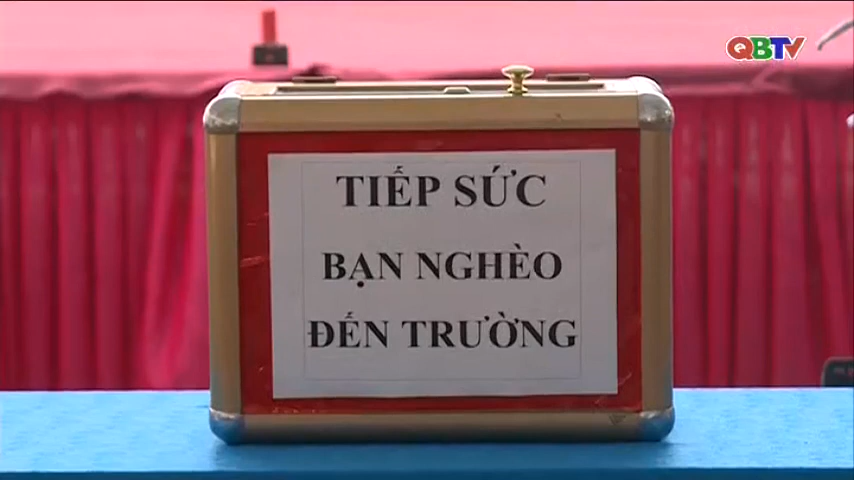 QBTV
TIẾP SỨC
BẠN NGHÈO
ĐẾN TRƯỜNG